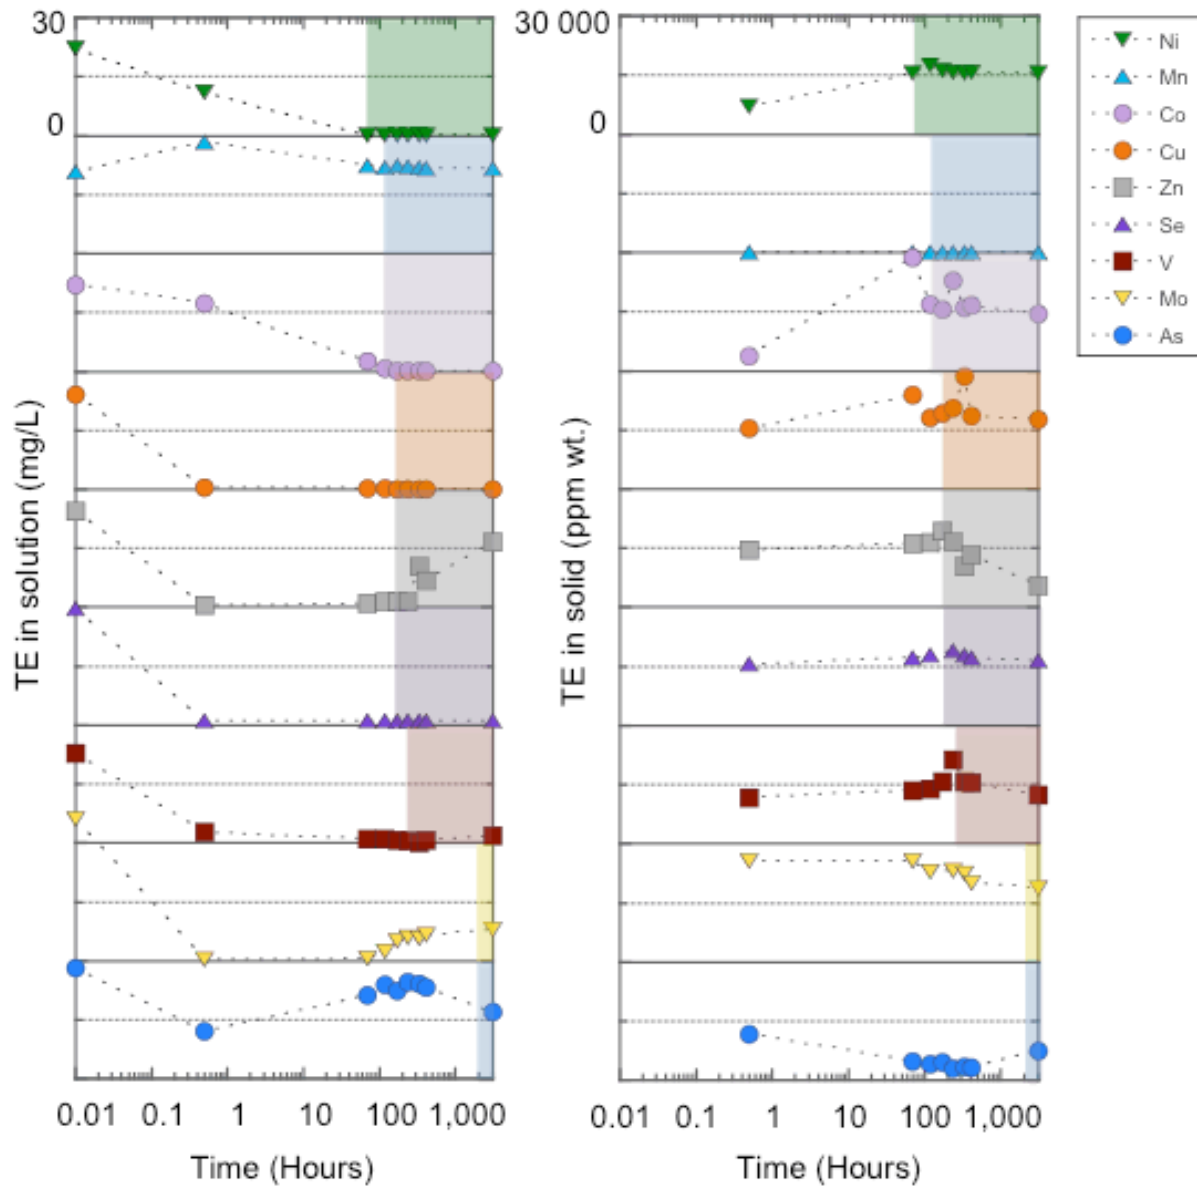 30
0
TE in solution (mg/L)
0.01 0.1 1 10 100 1,000
Time (Hours)
30 000
0
TE in solid (ppm wt.)
0.01 0.1 1 10 100 1,000
Time (Hours)
Ni
Mn
Co
Cu
Zn
Se
V
Mo
As